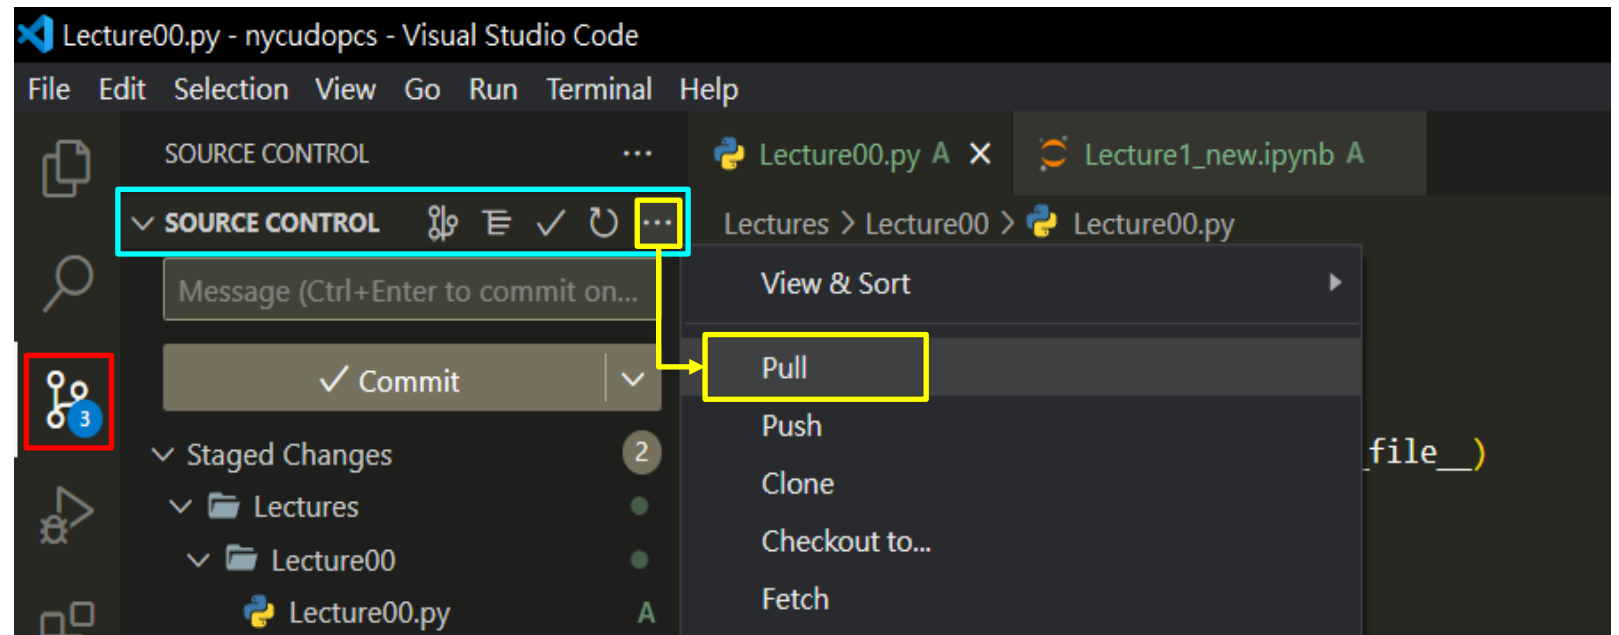 Lecture00.py - nycudopcs - Visual Studio Code
File Edit Selection View Go Run Terminal Help
SOURCE CONTROL ...
Lecture00.py A X Lecture1_new.ipynb A
SOURCE CONTROL ...
Lectures > Lecture00 > Lecture00.py
Message (Ctrl+Enter to commit on...
Commit
3
Staged Changes 2
Lectures
Lecture00
Lecture00.py A
View & Sort
Pull
Push
Clone
Checkout to...
Fetch
_file__)